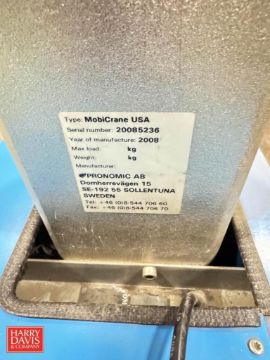 Type: MobiCrane USA
Serial number: 20085236
Year of manufacture: 2008
Max load: kg
Weight: kg
Manufacturer:
PRONOMIC AB
Domherrevägen 15
SE-192 55 SOLLENTUNA
SWEDEN
Tel: +46 (0)8-544 706 60
Fax: +46 (0)8-544 706 70
HARRY
DAVIS
& COMPANY